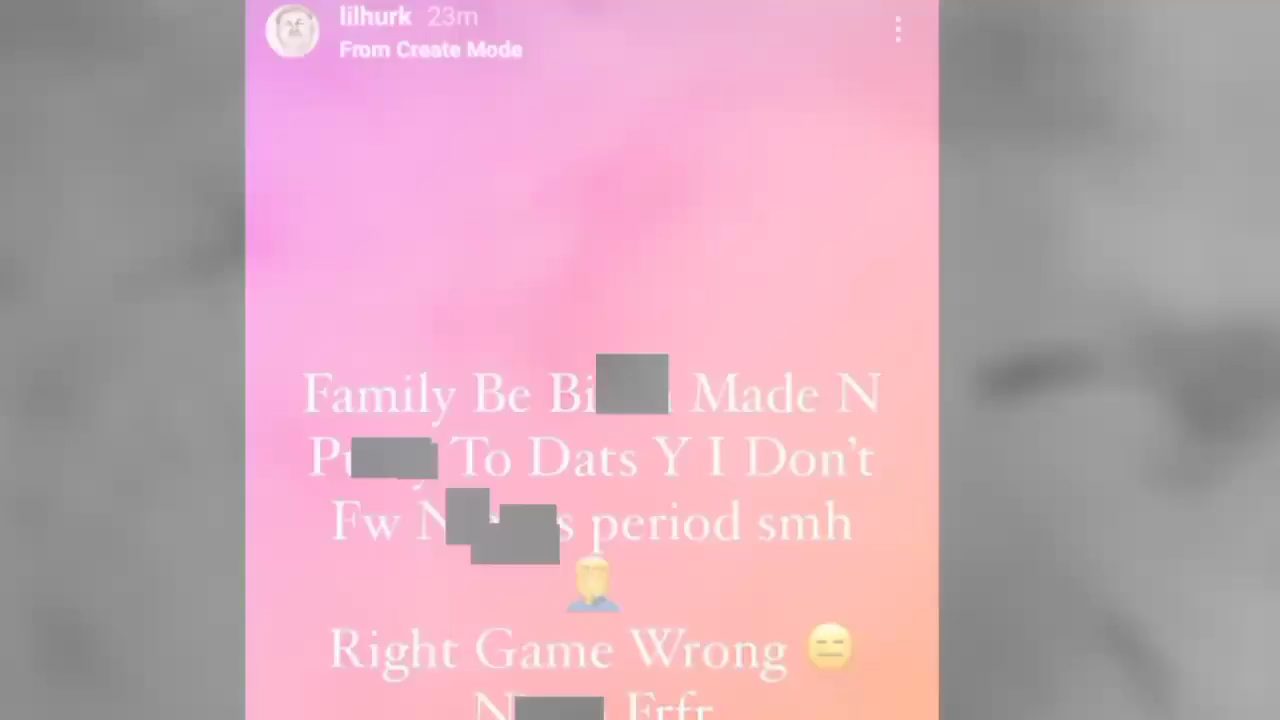 lilhurk 23m
From Create Mode
Family Be Made N
To Dats Y I Don't
Fw period smh
Right Game Wrong
Frfr